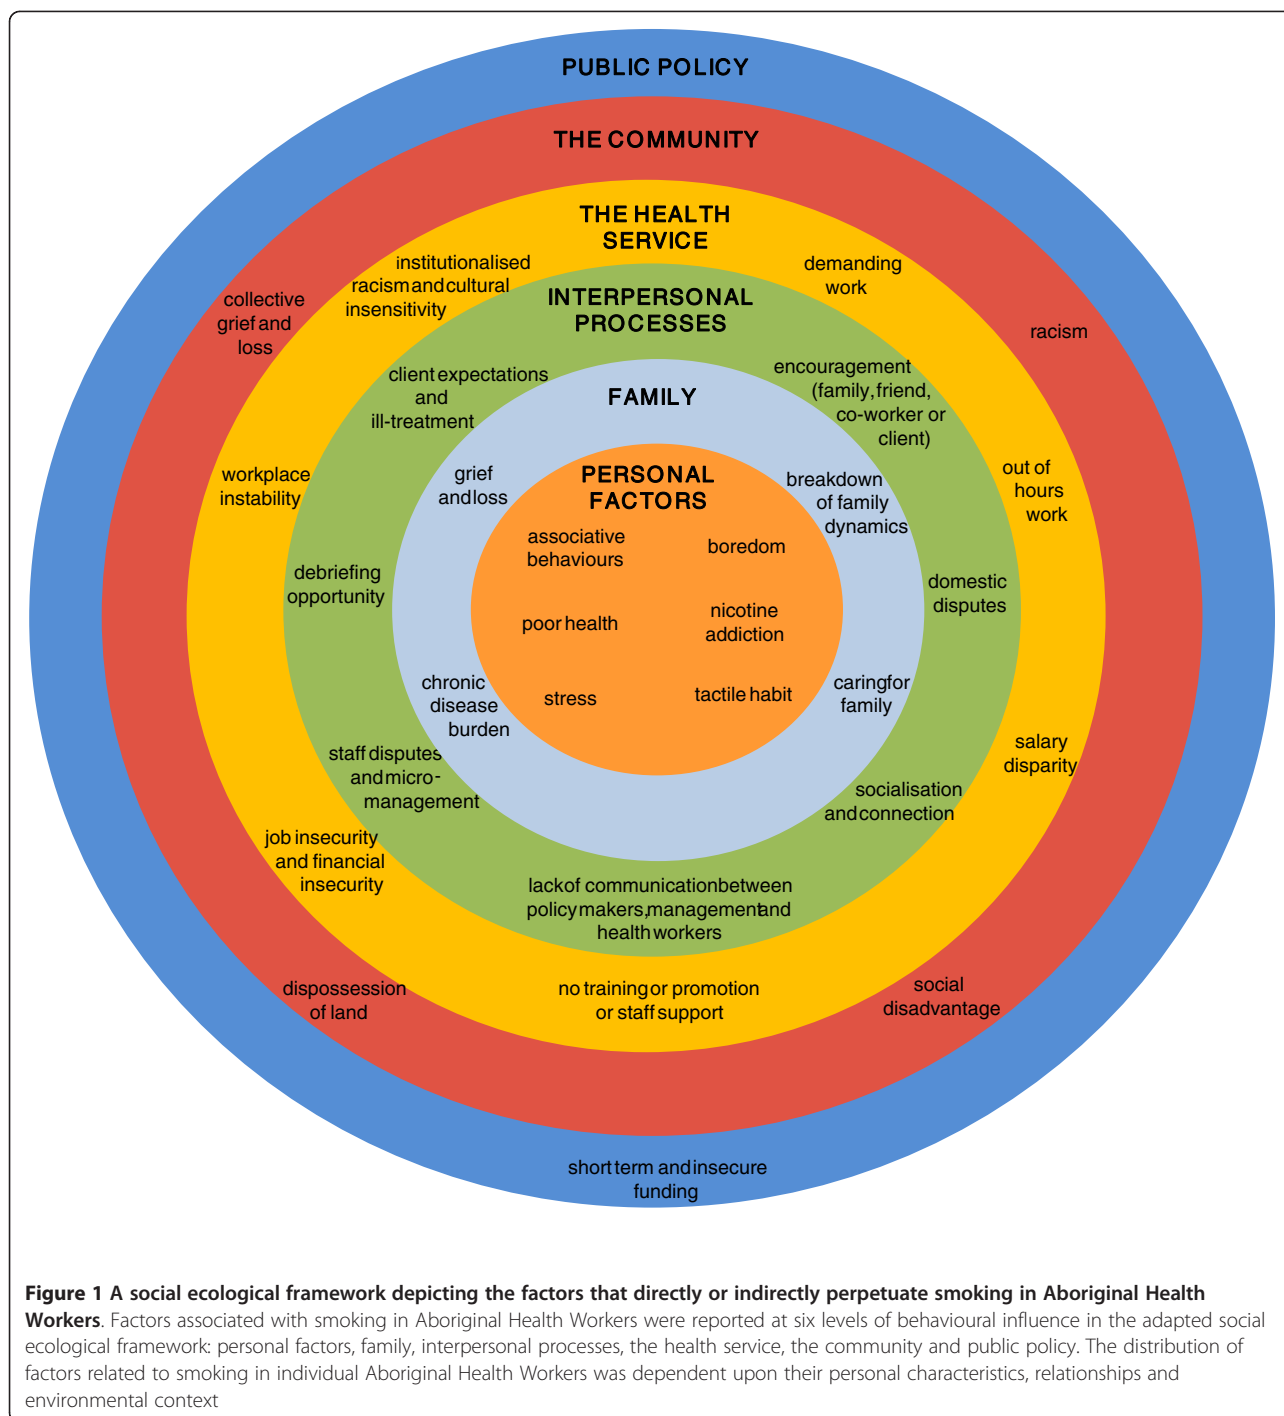 PUBLIC POLICY
THE COMMUNITY
THE HEALTH
SERVICE
institutionalised
racism and cultural
insensitivity
demanding
work
collective
grief and
loss
INTERPERSONAL
PROCESSES
racism
client expectations
and
ill-treatment
encouragement
(family, friend,
co-worker or
client)
FAMILY
workplace
instability
grief
and loss
PERSONAL
FACTORS
breakdown
of family
dynamics
out of
hours
work
associative
behaviours
boredom
debriefing
opportunity
domestic
disputes
poor health
nicotine
addiction
chronic
disease
burden
stress
tactile habit
caring for
family
staff disputes
and micro-
management
salary
disparity
socialisation
and connection
job insecurity
and financial
insecurity
lack of communication between
policy makers, management and
health workers
dispossession
of land
no training or promotion
or staff support
social
disadvantage
short term and insecure
funding
Figure 1 A social ecological framework depicting the factors that directly or indirectly perpetuate smoking in Aboriginal Health
Workers. Factors associated with smoking in Aboriginal Health Workers were reported at six levels of behavioural influence in the adapted social
ecological framework: personal factors, family, interpersonal processes, the health service, the community and public policy. The distribution of
factors related to smoking in individual Aboriginal Health Workers was dependent upon their personal characteristics, relationships and
environmental context